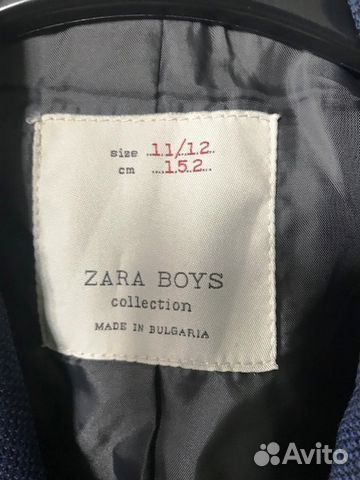 size 11/12
cm 152
ZARA BOYS
collection
MADE IN BULGARIA
Avito